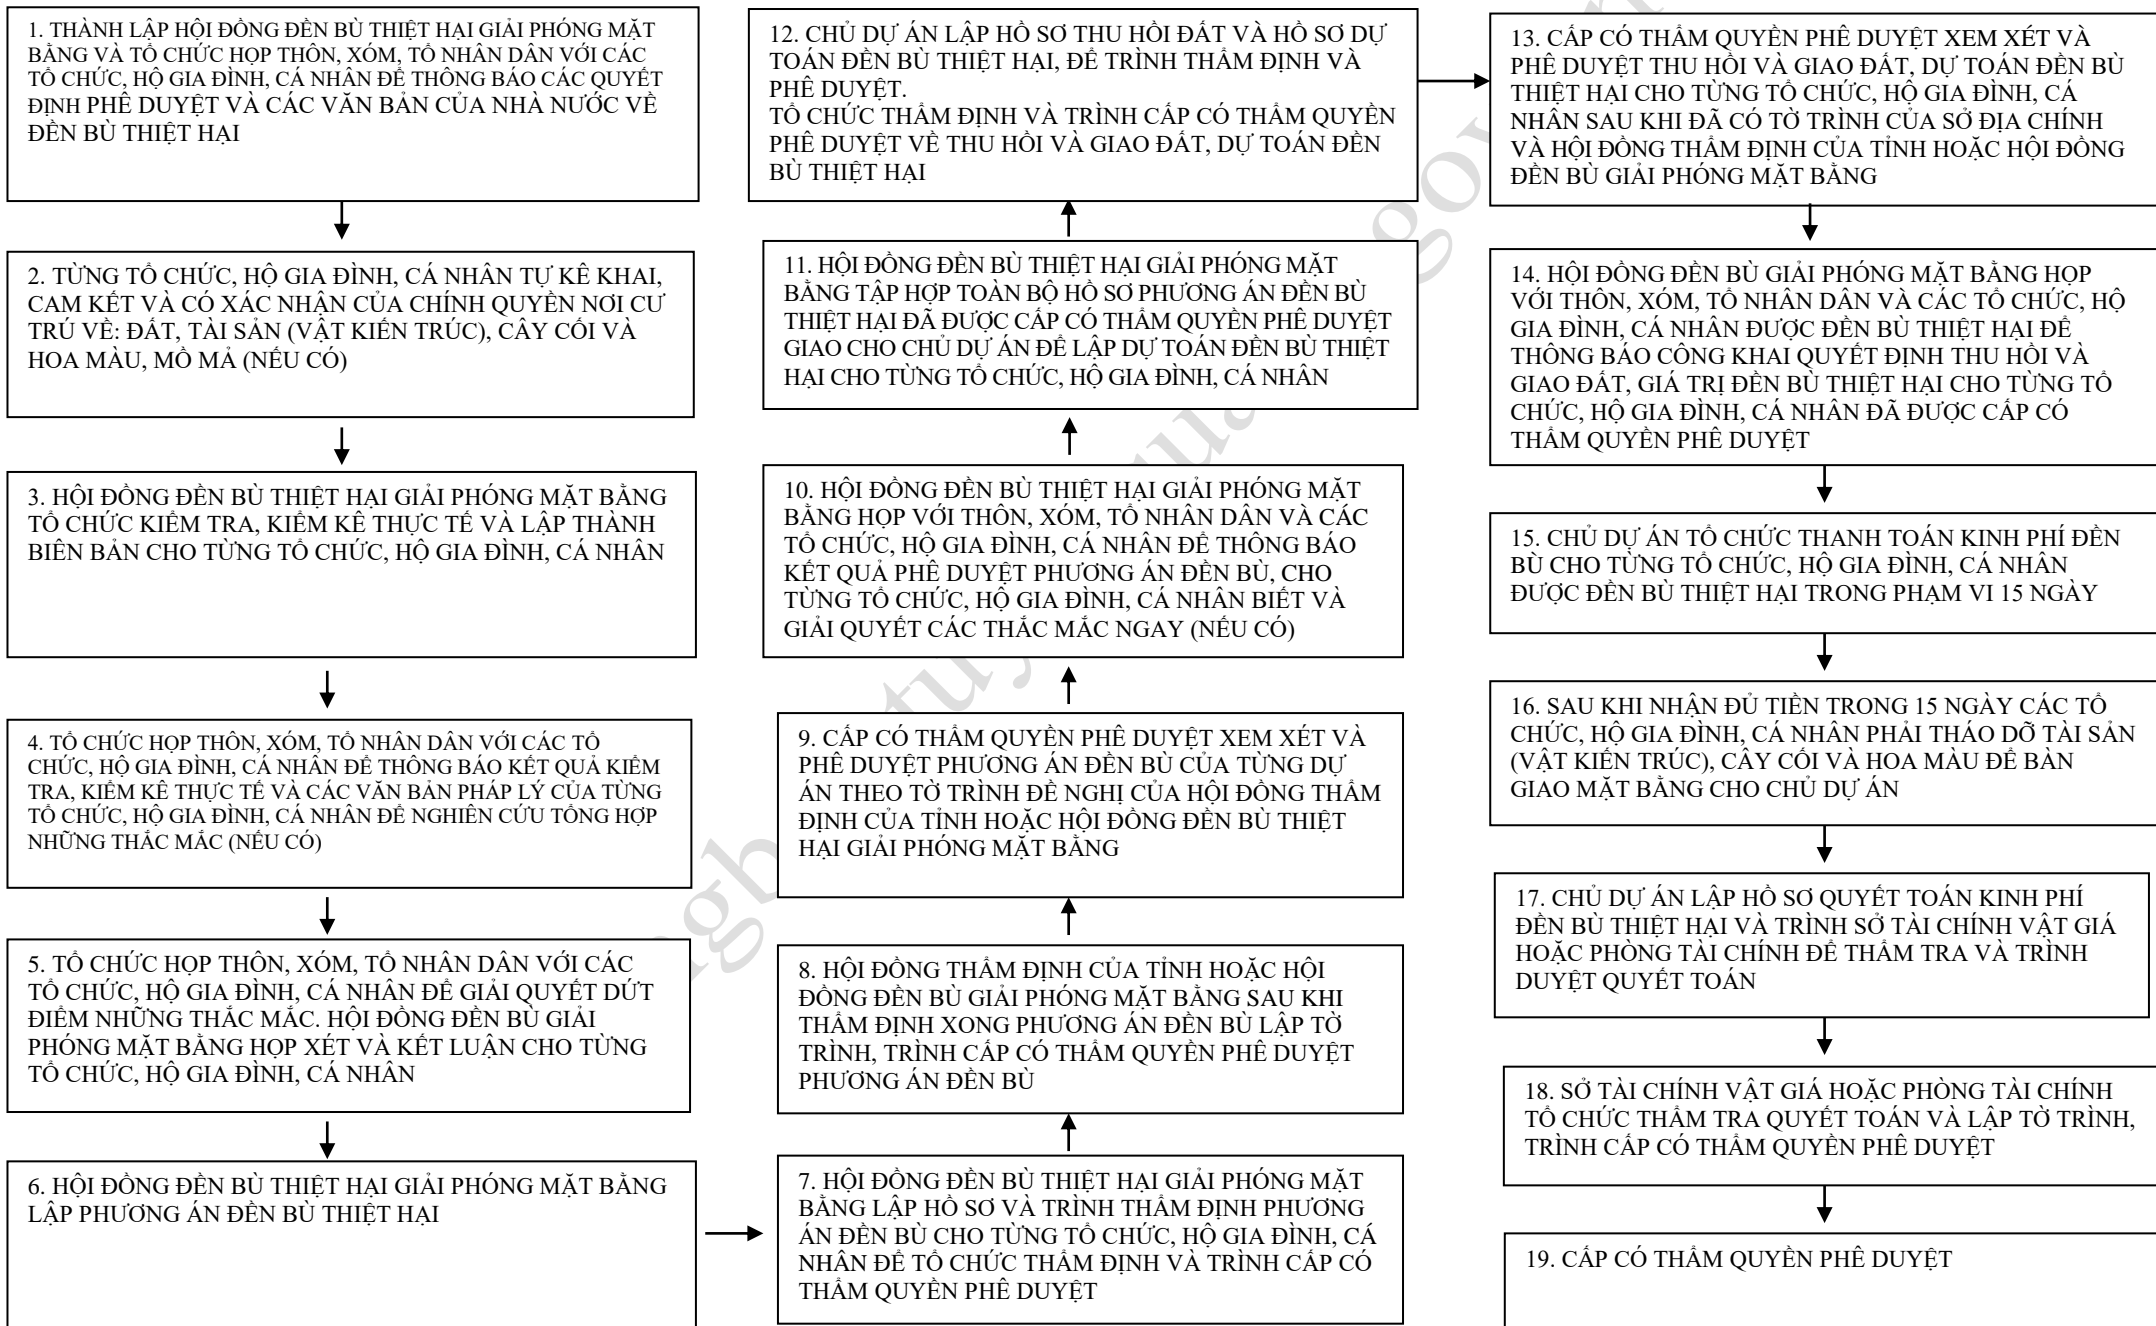 1. THÀNH LẬP HỘI ĐỒNG ĐỀN BÙ THIỆT HẠI GIẢI PHÓNG MẶT
BẰNG VÀ TỔ CHỨC HỌP THÔN, XÓM, TỔ NHÂN DÂN VỚI CÁC
TỔ CHỨC, HỘ GIA ĐÌNH, CÁ NHÂN ĐỂ THÔNG BÁO CÁC QUYẾT
ĐỊNH PHÊ DUYỆT VÀ CÁC VĂN BẢN CỦA NHÀ NƯỚC VỀ
ĐỀN BÙ THIỆT HẠI
2. TỪNG TỔ CHỨC, HỘ GIA ĐÌNH, CÁ NHÂN TỰ KÊ KHAI,
CAM KẾT VÀ CÓ XÁC NHẬN CỦA CHÍNH QUYỀN NƠI CƯ
TRÚ VỀ: ĐẤT, TÀI SẢN (VẬT KIẾN TRÚC), CÂY CỐI VÀ
HOA MÀU, MỒ MẢ (NẾU CÓ)
3. HỘI ĐỒNG ĐỀN BÙ THIỆT HẠI GIẢI PHÓNG MẶT BẰNG
TỔ CHỨC KIỂM TRA, KIỂM KÊ THỰC TẾ VÀ LẬP THÀNH
BIÊN BẢN CHO TỪNG TỔ CHỨC, HỘ GIA ĐÌNH, CÁ NHÂN
4. TỔ CHỨC HỌP THÔN, XÓM, TỔ NHÂN DÂN VỚI CÁC TỔ
CHỨC, HỘ GIA ĐÌNH, CÁ NHÂN ĐỂ THÔNG BÁO KẾT QUẢ KIỂM
TRA, KIỂM KÊ THỰC TẾ VÀ CÁC VĂN BẢN PHÁP LÝ CỦA TỪNG
TỔ CHỨC, HỘ GIA ĐÌNH, CÁ NHÂN ĐỂ NGHIÊN CỨU TỔNG HỢP
NHỮNG THẮC MẮC (NẾU CÓ)
5. TỔ CHỨC HỌP THÔN, XÓM, TỔ NHÂN DÂN VỚI CÁC
TỔ CHỨC, HỘ GIA ĐÌNH, CÁ NHÂN ĐỂ GIẢI QUYẾT DỨT
ĐIỂM NHỮNG THẮC MẮC. HỘI ĐỒNG ĐỀN BÙ GIẢI
PHÓNG MẶT BẰNG HỌP XÉT VÀ KẾT LUẬN CHO TỪNG
TỔ CHỨC, HỘ GIA ĐÌNH, CÁ NHÂN
6. HỘI ĐỒNG ĐỀN BÙ THIỆT HẠI GIẢI PHÓNG MẶT BẰNG
LẬP PHƯƠNG ÁN ĐỀN BÙ THIỆT HẠI
7. HỘI ĐỒNG ĐỀN BÙ THIỆT HẠI GIẢI PHÓNG MẶT
BẰNG LẬP HỒ SƠ VÀ TRÌNH THẨM ĐỊNH PHƯƠNG
ÁN ĐỀN BÙ CHO TỪNG TỔ CHỨC, HỘ GIA ĐÌNH, CÁ
NHÂN ĐỂ TỔ CHỨC THẨM ĐỊNH VÀ TRÌNH CẤP CÓ
THẨM QUYỀN PHÊ DUYỆT
8. HỘI ĐỒNG THẨM ĐỊNH CỦA TỈNH HOẶC HỘI
ĐỒNG ĐỀN BÙ GIẢI PHÓNG MẶT BẰNG SAU KHI
THẨM ĐỊNH XONG PHƯƠNG ÁN ĐỀN BÙ LẬP TỜ
TRÌNH, TRÌNH CẤP CÓ THẨM QUYỀN PHÊ DUYỆT
PHƯƠNG ÁN ĐỀN BÙ
9. CẤP CÓ THẨM QUYỀN PHÊ DUYỆT XEM XÉT VÀ
PHÊ DUYỆT PHƯƠNG ÁN ĐỀN BÙ CỦA TỪNG DỰ
ÁN THEO TỜ TRÌNH ĐỀ NGHỊ CỦA HỘI ĐỒNG THẨM
ĐỊNH CỦA TỈNH HOẶC HỘI ĐỒNG ĐỀN BÙ THIỆT
HẠI GIẢI PHÓNG MẶT BẰNG
10. HỘI ĐỒNG ĐỀN BÙ THIỆT HẠI GIẢI PHÓNG MẶT
BẰNG HỌP VỚI THÔN, XÓM, TỔ NHÂN DÂN VÀ CÁC
TỔ CHỨC, HỘ GIA ĐÌNH, CÁ NHÂN ĐỂ THÔNG BÁO
KẾT QUẢ PHÊ DUYỆT PHƯƠNG ÁN ĐỀN BÙ, CHO
TỪNG TỔ CHỨC, HỘ GIA ĐÌNH, CÁ NHÂN BIẾT VÀ
GIẢI QUYẾT CÁC THẮC MẮC NGAY (NẾU CÓ)
11. HỘI ĐỒNG ĐỀN BÙ THIỆT HẠI GIẢI PHÓNG MẶT
BẰNG TẬP HỢP TOÀN BỘ HỒ SƠ PHƯƠNG ÁN ĐỀN BÙ
THIỆT HẠI ĐÃ ĐƯỢC CẤP CÓ THẨM QUYỀN PHÊ DUYỆT
GIAO CHO CHỦ DỰ ÁN ĐỂ LẬP DỰ TOÁN ĐỀN BÙ THIỆT
HẠI CHO TỪNG TỔ CHỨC, HỘ GIA ĐÌNH, CÁ NHÂN
12. CHỦ DỰ ÁN LẬP HỒ SƠ THU HỒI ĐẤT VÀ HỒ SƠ DỰ
TOÁN ĐỀN BÙ THIỆT HẠI, ĐỂ TRÌNH THẨM ĐỊNH VÀ
PHÊ DUYỆT.
TỔ CHỨC THẨM ĐỊNH VÀ TRÌNH CẤP CÓ THẨM QUYỀN
PHÊ DUYỆT VỀ THU HỒI VÀ GIAO ĐẤT, DỰ TOÁN ĐỀN
BÙ THIỆT HẠI
13. CẤP CÓ THẨM QUYỀN PHÊ DUYỆT XEM XÉT VÀ
PHÊ DUYỆT THU HỒI VÀ GIAO ĐẤT, DỰ TOÁN ĐỀN BÙ
THIỆT HẠI CHO TỪNG TỔ CHỨC, HỘ GIA ĐÌNH, CÁ
NHÂN SAU KHI ĐÃ CÓ TỜ TRÌNH CỦA SỞ ĐỊA CHÍNH
VÀ HỘI ĐỒNG THẨM ĐỊNH CỦA TỈNH HOẶC HỘI ĐỒNG
ĐỀN BÙ GIẢI PHÓNG MẶT BẰNG
14. HỘI ĐỒNG ĐỀN BÙ GIẢI PHÓNG MẶT BẰNG HỌP
VỚI THÔN, XÓM, TỔ NHÂN DÂN VÀ CÁC TỔ CHỨC, HỘ
GIA ĐÌNH, CÁ NHÂN ĐƯỢC ĐỀN BÙ THIỆT HẠI ĐỂ
THÔNG BÁO CÔNG KHAI QUYẾT ĐỊNH THU HỒI VÀ
GIAO ĐẤT, GIÁ TRỊ ĐỀN BÙ THIỆT HẠI CHO TỪNG TỔ
CHỨC, HỘ GIA ĐÌNH, CÁ NHÂN ĐÃ ĐƯỢC CẤP CÓ
THẨM QUYỀN PHÊ DUYỆT
15. CHỦ DỰ ÁN TỔ CHỨC THANH TOÁN KINH PHÍ ĐỀN
BÙ CHO TỪNG TỔ CHỨC, HỘ GIA ĐÌNH, CÁ NHÂN
ĐƯỢC ĐỀN BÙ THIỆT HẠI TRONG PHẠM VI 15 NGÀY
16. SAU KHI NHẬN ĐỦ TIỀN TRONG 15 NGÀY CÁC TỔ
CHỨC, HỘ GIA ĐÌNH, CÁ NHÂN PHẢI THÁO DỠ TÀI SẢN
(VẬT KIẾN TRÚC), CÂY CỐI VÀ HOA MÀU ĐỂ BÀN
GIAO MẶT BẰNG CHO CHỦ DỰ ÁN
17. CHỦ DỰ ÁN LẬP HỒ SƠ QUYẾT TOÁN KINH PHÍ
ĐỀN BÙ THIỆT HẠI VÀ TRÌNH SỞ TÀI CHÍNH VẬT GIÁ
HOẶC PHÒNG TÀI CHÍNH ĐỂ THẨM TRA VÀ TRÌNH
DUYỆT QUYẾT TOÁN
18. SỞ TÀI CHÍNH VẬT GIÁ HOẶC PHÒNG TÀI CHÍNH
TỔ CHỨC THẨM TRA QUYẾT TOÁN VÀ LẬP TỜ TRÌNH,
TRÌNH CẤP CÓ THẨM QUYỀN PHÊ DUYỆT
19. CẤP CÓ THẨM QUYỀN PHÊ DUYỆT